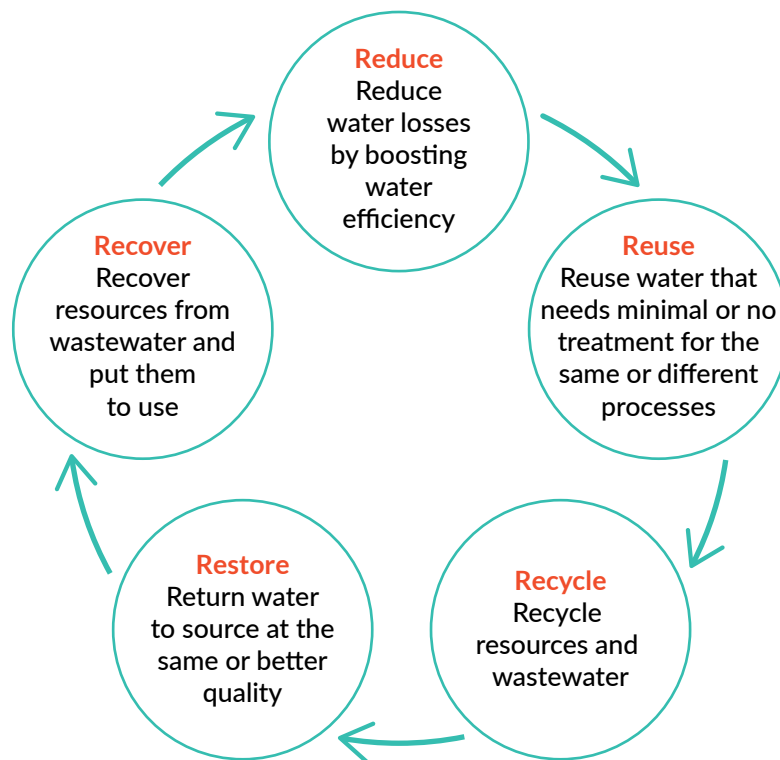 Reduce
Reduce
water losses
by boosting
water
efficiency
Reuse
Reuse water that
needs minimal or no
treatment for the
same or different
processes
Recycle
Recycle
resources and
wastewater
Restore
Return water
to source at the
same or better
quality
Recover
Recover
resources from
wastewater and
put them
to use